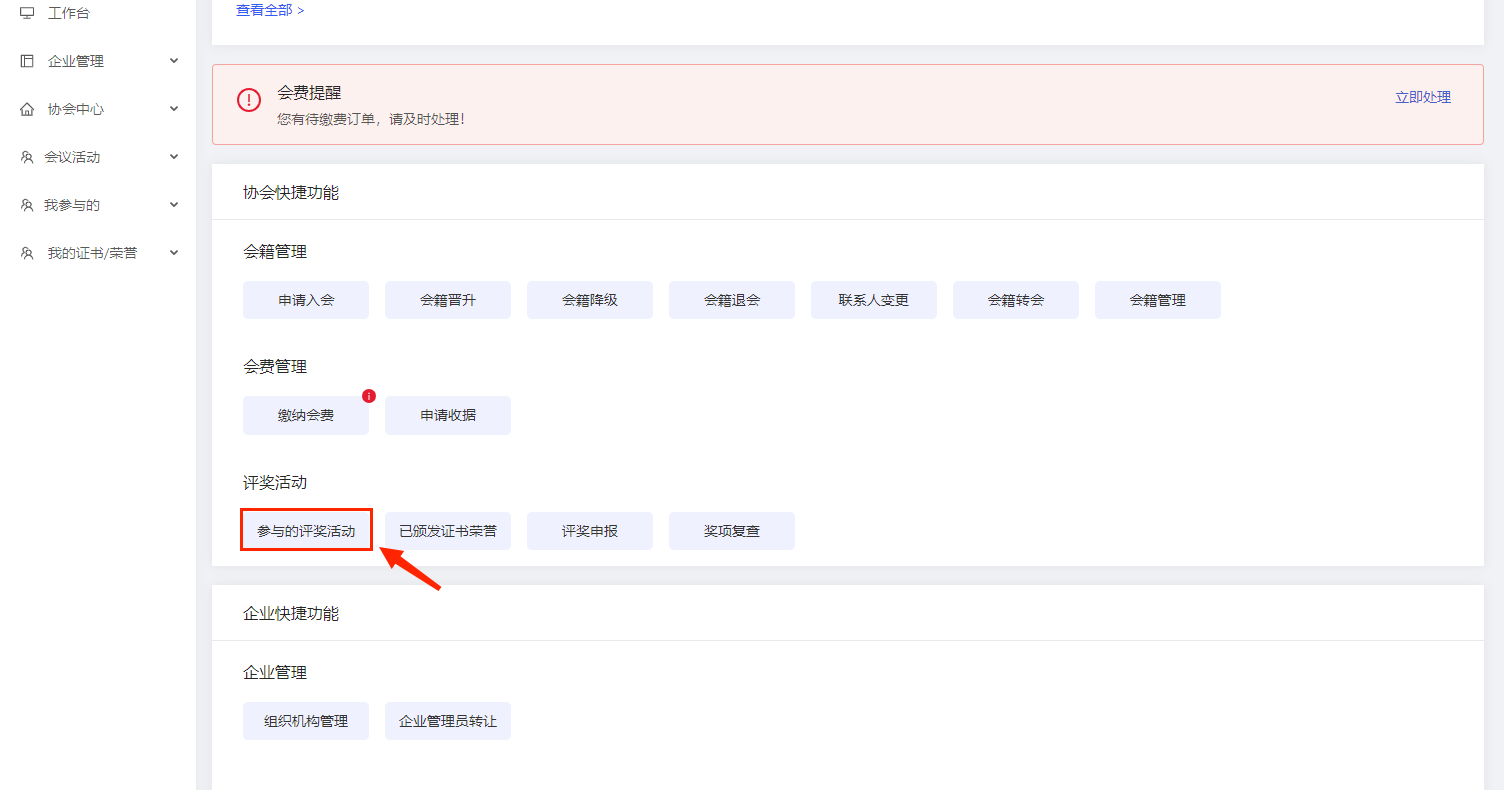 工作台
企业管理
协会中心
会议活动
我参与的
我的证书/荣誉
查看全部 >
会费提醒
您有待缴费订单，请及时处理！
立即处理
协会快捷功能
会籍管理
申请入会 会籍晋升 会籍降级 会籍退会 联系人变更 会籍转会 会籍管理
会费管理
缴纳会费 申请收据
评奖活动
参与的评奖活动 已颁发证书荣誉 评奖申报 奖项复查
企业快捷功能
企业管理
组织机构管理 企业管理员转让